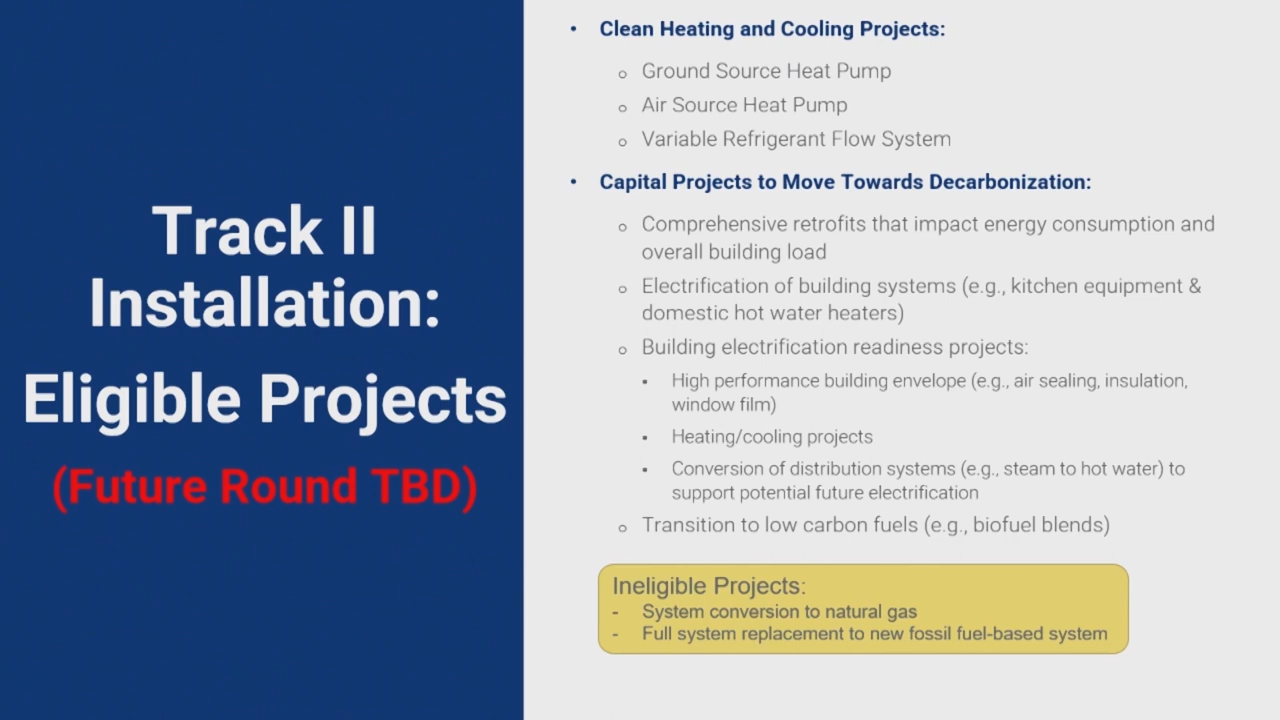 Track II
Installation:
Eligible Projects
(Future Round TBD)
• Clean Heating and Cooling Projects:
o Ground Source Heat Pump
o Air Source Heat Pump
o Variable Refrigerant Flow System
• Capital Projects to Move Towards Decarbonization:
o Comprehensive retrofits that impact energy consumption and
overall building load
o Electrification of building systems (e.g., kitchen equipment &
domestic hot water heaters)
o Building electrification readiness projects:
▪ High performance building envelope (e.g., air sealing, insulation,
window film)
▪ Heating/cooling projects
▪ Conversion of distribution systems (e.g., steam to hot water) to
support potential future electrification
o Transition to low carbon fuels (e.g., biofuel blends)
Ineligible Projects:
- System conversion to natural gas
- Full system replacement to new fossil fuel-based system